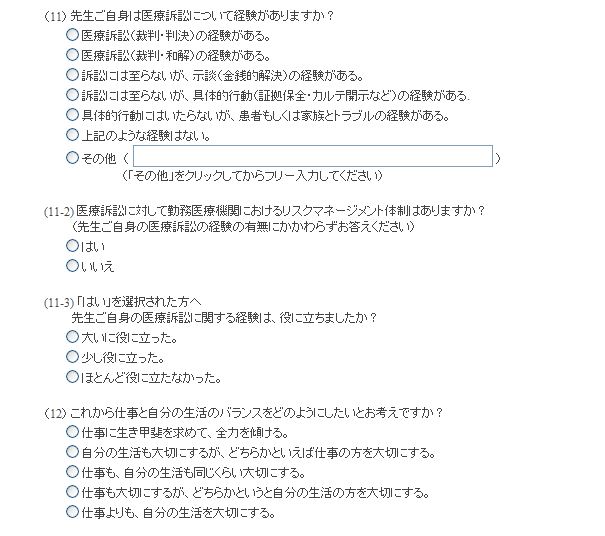 (11) 先生ご自身は医療訴訟について経験がありますか？
医療訴訟(裁判・判決)の経験がある。
医療訴訟(裁判・和解)の経験がある。
訴訟には至らないが、示談(金銭的解決)の経験がある。
訴訟には至らないが、具体的行動(証拠保全・カルテ開示など)の経験がある.
具体的行動にはいたらないが、患者もしくは家族とトラブルの経験がある。
上記のような経験はない。
その他 ( )
(「その他」をクリックしてからフリー入力してください)
(11-2) 医療訴訟に対して勤務医療機関におけるリスクマネージメント体制はありますか？
(先生ご自身の医療訴訟の経験の有無にかかわらずお答えください)
はい
いいえ
(11-3) 「はい」を選択された方へ
先生ご自身の医療訴訟に関する経験は、役に立ちましたか？
大いに役に立った。
少し役に立った。
ほとんど役に立たなかった。
(12) これから仕事と自分の生活のバランスをどのようにしたいとお考えですか？
仕事に生き甲斐を求めて、全力を傾ける。
自分の生活も大切にするが、どちらかといえば仕事の方を大切にする。
仕事も、自分の生活も同じくらい大切にする。
仕事も大切にするが、どちらかというと自分の生活の方を大切にする。
仕事よりも、自分の生活を大切にする。